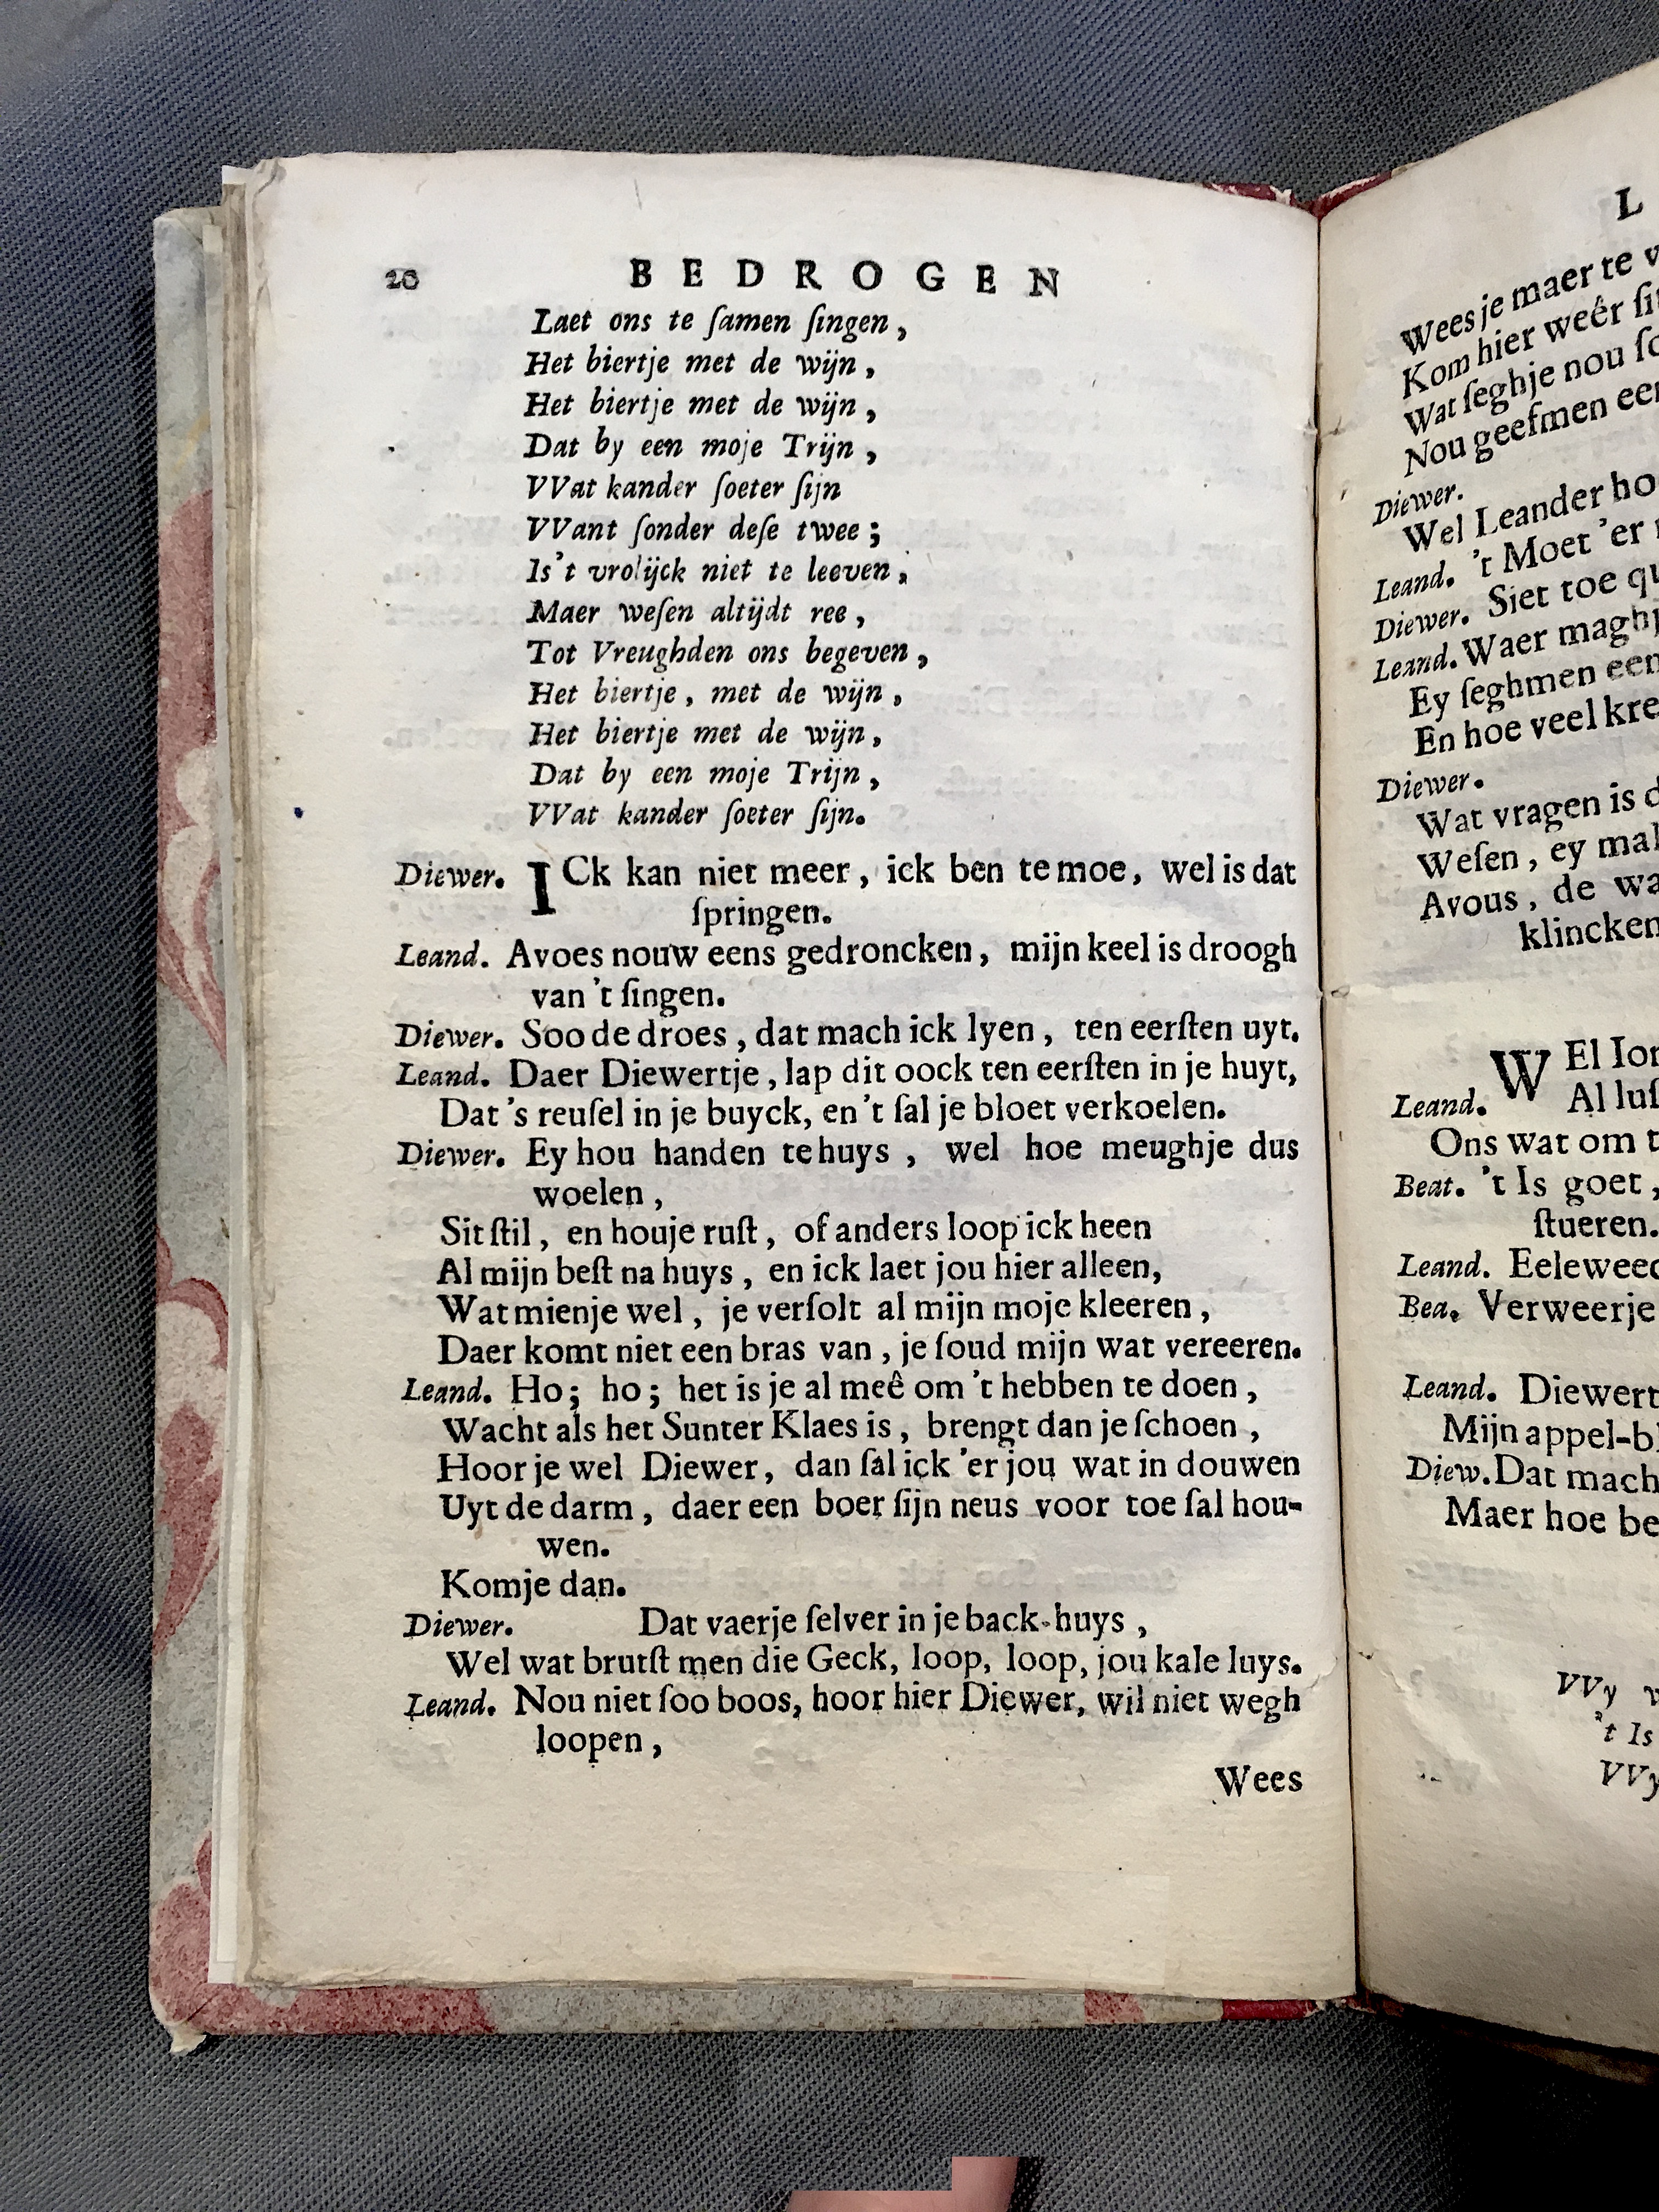 20 BEDROGEN
Laet ons te ſamen ſingen,
Het biertje met de wijn,
Het biertje met de wijn,
Dat by een moje Trijn,
VVat kander ſoeter ſijn
VVant ſonder deſe twee;
Is't vrolijck niet te leeven,
Maer weſen altijdt ree,
Tot Vreughden ons begeven,
Het biertje, met de wijn,
Het biertje met de wijn,
Dat by een moje Trijn,
VVat kander ſoeter ſijn.
Diewer. ICk kan niet meer, ick ben te moe, wel is dat
ſpringen.
Leand. Avoes nouw eens gedroncken, mijn keel is droogh
van 't ſingen.
Diewer. Soo de droes, dat mach ick lyen, ten eerſten uyt.
Leand. Daer Diewertje, lap dit oock ten eerſten in je huyt,
Dat 's reuſel in je buyck, en 't ſal je bloet verkoelen.
Diewer. Ey hou handen te huys, wel hoe meughje dus
woelen,
Sit ſtil, en houje ruſt, of anders loop ick heen
Al mijn beſt na huys, en ick laet jou hier alleen,
Wat mienje wel, je verſolt al mijn moje kleeren,
Daer komt niet een bras van, je ſoud mijn wat vereeren.
Leand. Ho; ho; het is je al meê om 't hebben te doen,
Wacht als het Sunter Klaes is, brengt dan je ſchoen,
Hoor je wel Diewer, dan ſal ick 'er jou wat in douwen
Uyt de darm, daer een boer ſijn neus voor toe ſal hou-
wen.
Komje dan.
Diewer. Dat vaerje ſelver in je back-huys,
Wel wat brutſt men die Geck, loop, loop, jou kale luys.
Leand. Nou niet ſoo boos, hoor hier Diewer, wil niet wegh
loopen,
Wees
L
Wees je maer te
Kom hier weêr
Wat ſeghje nou
Nou geefmen
Diewer.
Wel Leander
Leand. 't Moet 'er
Diewer. Siet toe
Leand. Waer
Ey ſeghmen
En hoe veel
Diewer.
Wat vragen is
Weſen, ey
Avous, de
klincken
WEl
Leand. Al
Ons wat om
Beat. 't Is goet,
ſtueren.
Leand.
Bea. Verweerje
Leand.
Mijn
Diew. Dat mach
Maer hoe
VVy
't Is
VVy